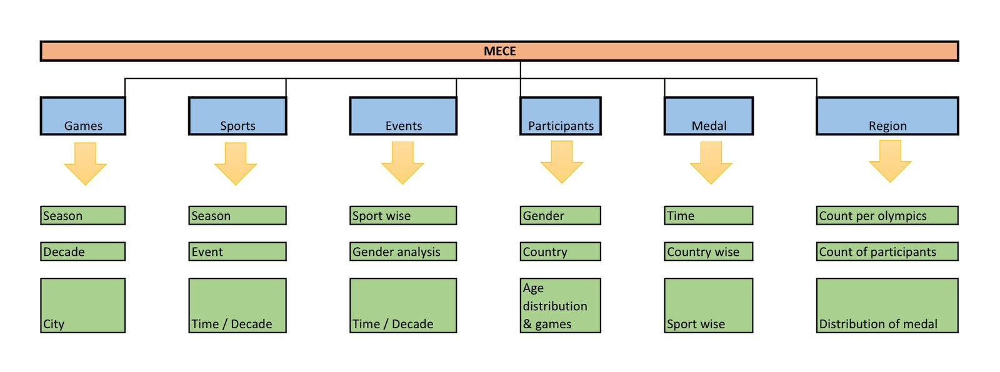 MECE
Games
Sports
Events
Participants
Medal
Region
Season
Season
Sport wise
Gender
Time
Count per olympics
Decade
Event
Gender analysis
Country
Country wise
Count of participants
City
Time / Decade
Time / Decade
Age
distribution
& games
Sport wise
Distribution of medal